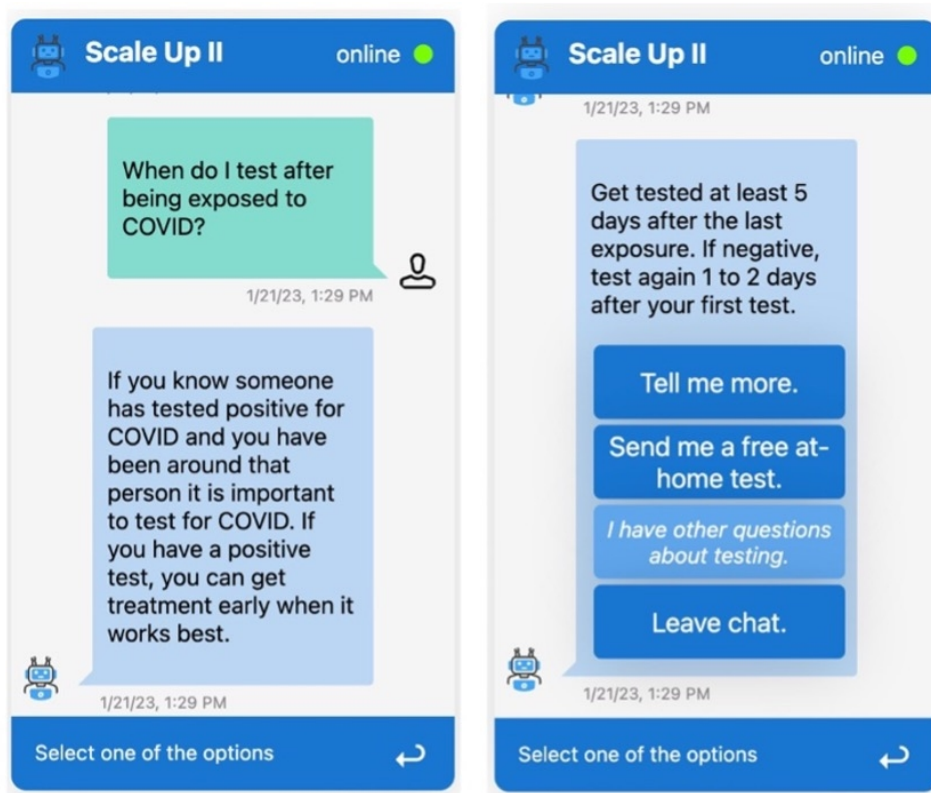 Scale Up II
online
When do I test after
being exposed to
COVID?
1/21/23, 1:29 PM
If you know someone
has tested positive for
COVID and you have
been around that
person it is important
to test for COVID. If
you have a positive
test, you can get
treatment early when it
works best.
1/21/23, 1:29 PM
Select one of the options
Scale Up II
online
1/21/23, 1:29 PM
Get tested at least 5
days after the last
exposure. If negative,
test again 1 to 2 days
after your first test.
Tell me more.
Send me a free at-
home test.
I have other questions
about testing.
Leave chat.
1/21/23, 1:29 PM
Select one of the options